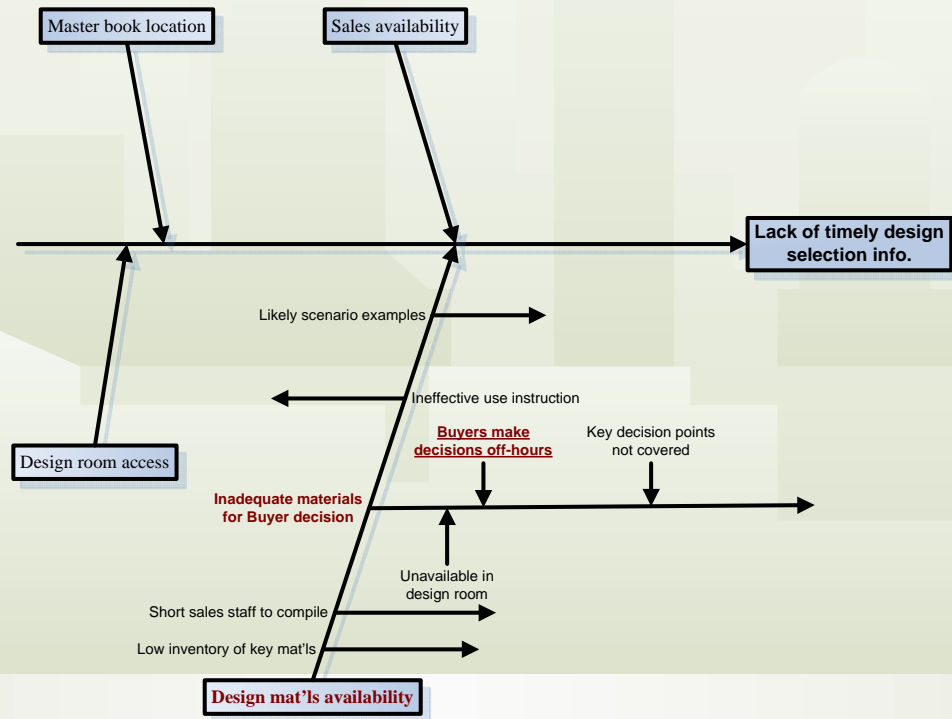 Master book location
Sales availability
Lack of timely design
selection info.
Likely scenario examples
Ineffective use instruction
Buyers make
decisions off-hours
Key decision points
not covered
Design room access
Inadequate materials
for Buyer decision
Unavailable in
design room
Short sales staff to compile
Low inventory of key mat'ls
Design mat’ls availability